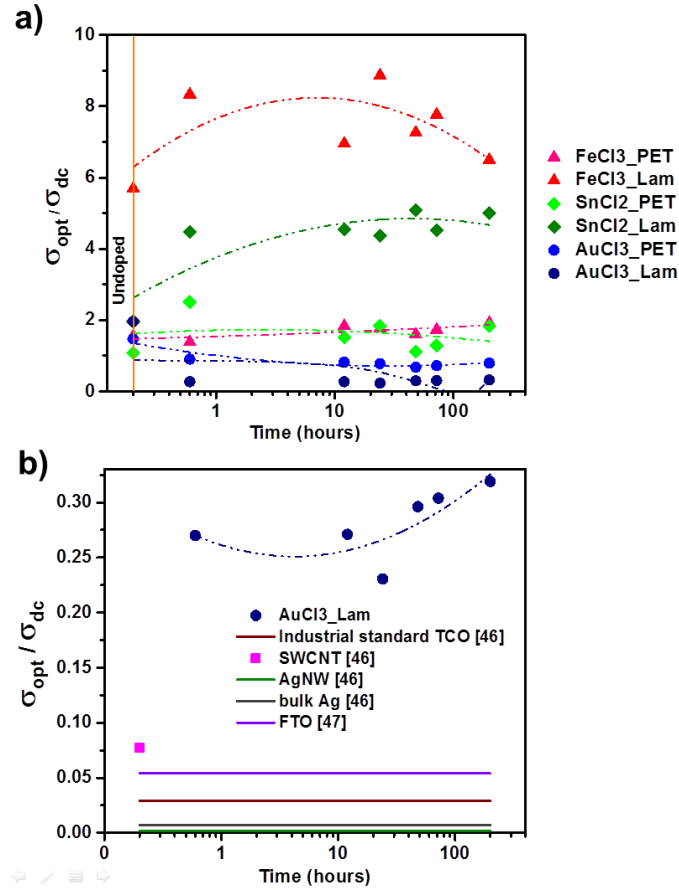 a)
10
8
6
4
2
0
σopt / σdc
Undoped
1
10
100
Time (hours)
FeCl3_PET
FeCl3_Lam
SnCl2_PET
SnCl2_Lam
AuCl3_PET
AuCl3_Lam
b)
0.30
0.25
0.20
0.15
0.10
0.05
0.00
σopt / σdc
AuCl3_Lam
Industrial standard TCO [46]
SWCNT [46]
AgNW [46]
bulk Ag [46]
FTO [47]
1
10
100
Time (hours)